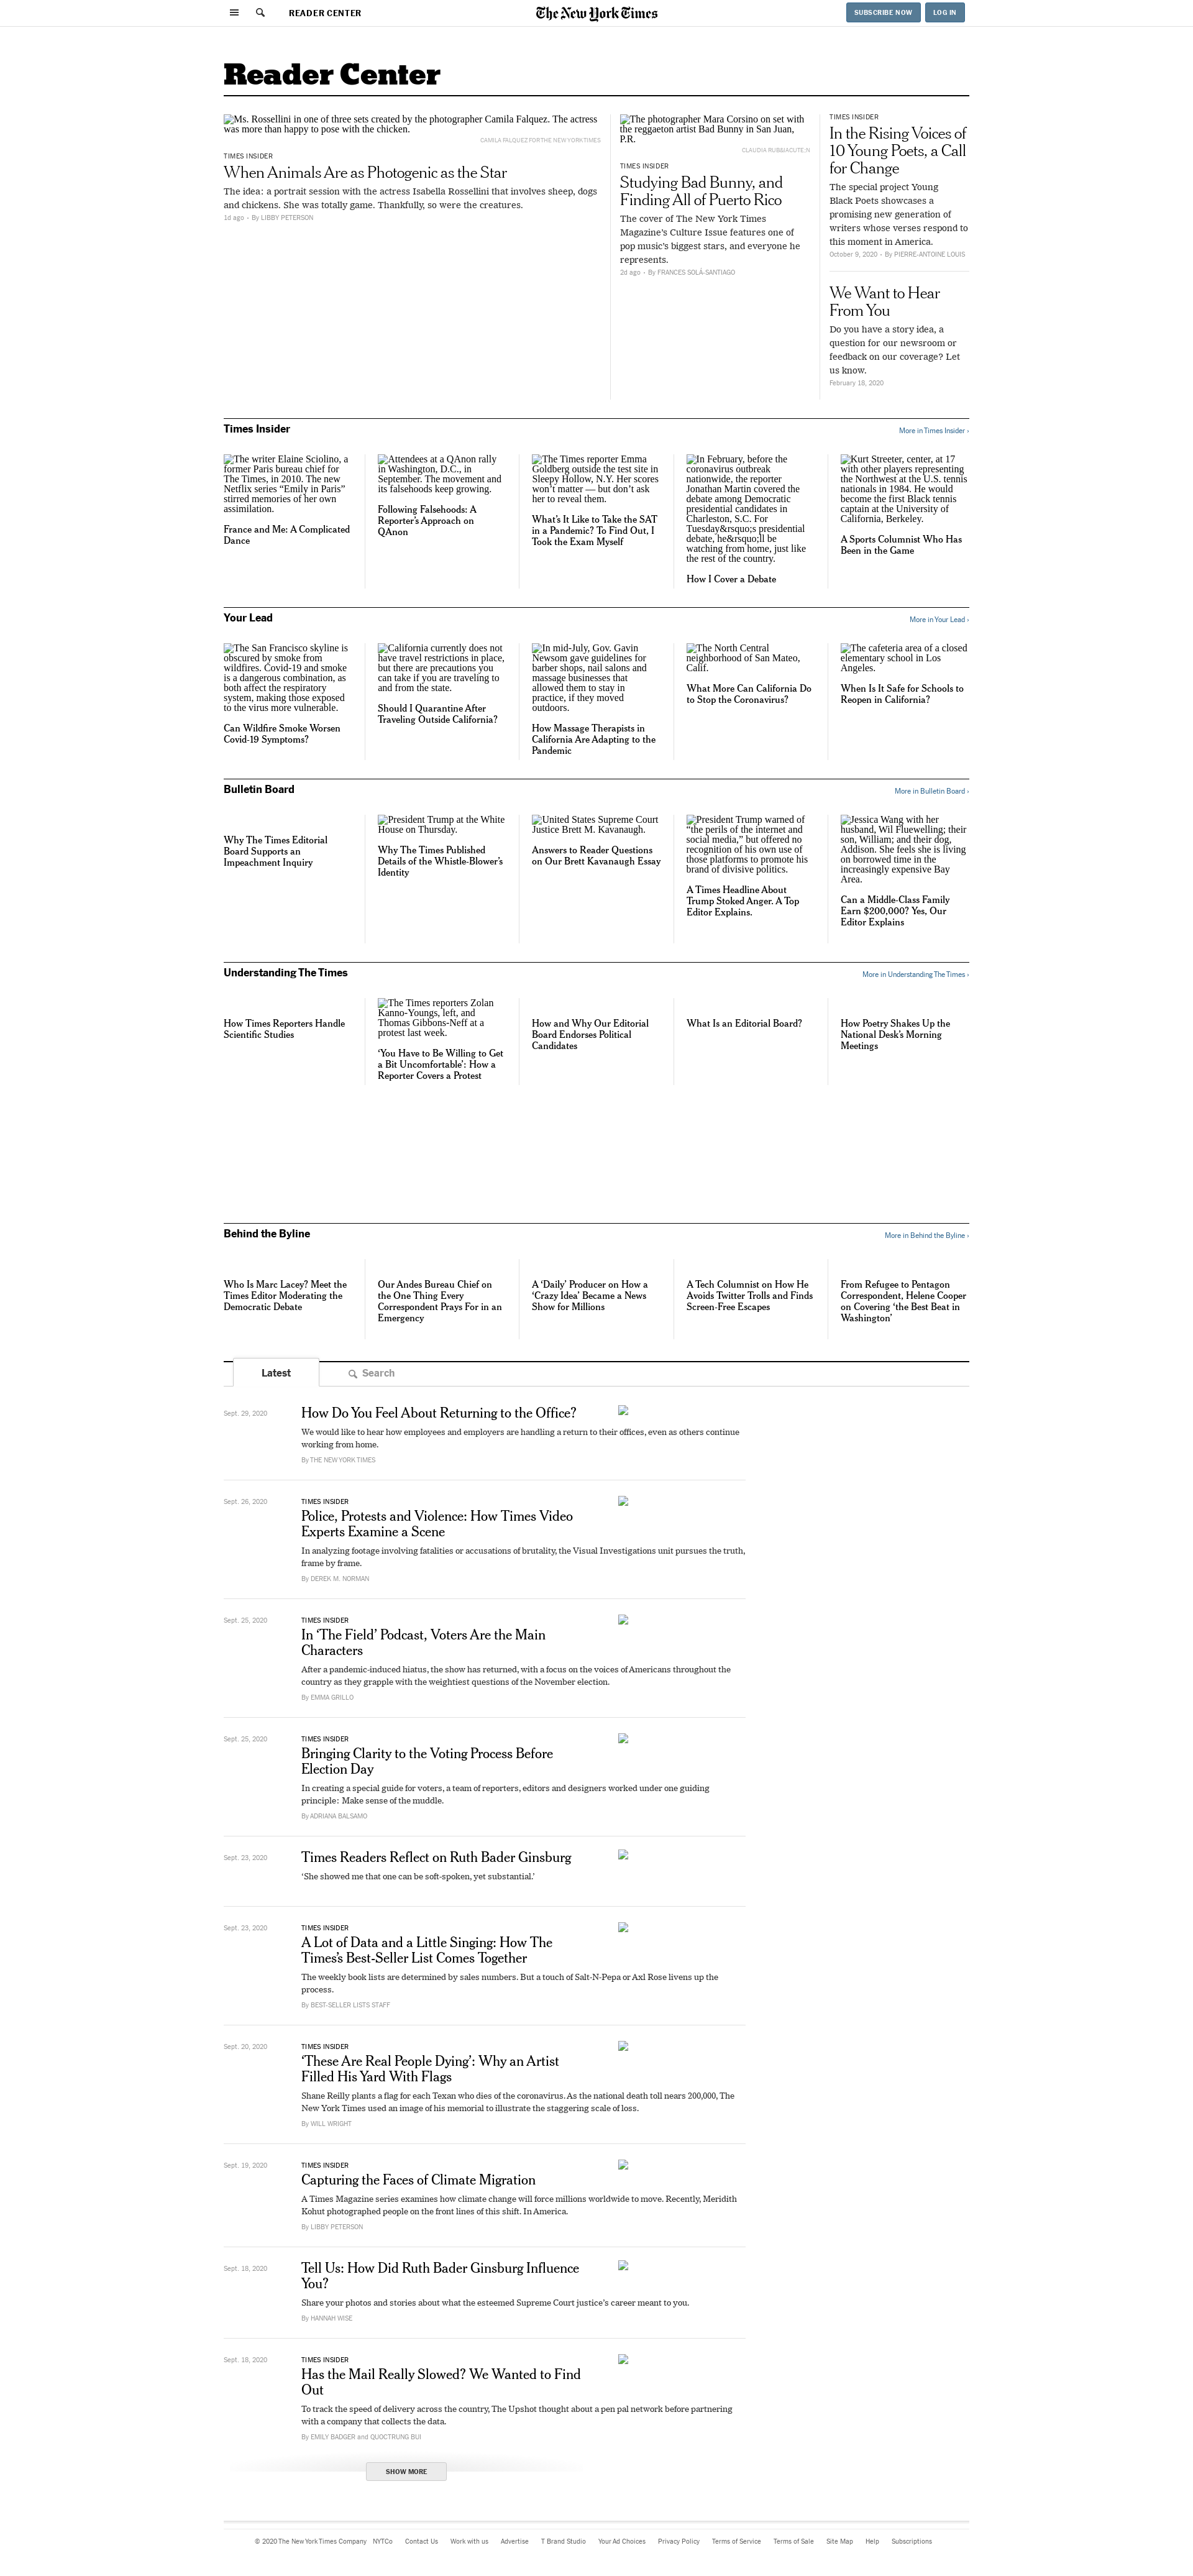 READER CENTER
The New York Times
SUBSCRIBE NOW
LOG IN
Reader Center
Ms. Rossellini in one of three sets created by the photographer Camila Falquez. The actress
was more than happy to pose with the chicken.
CAMILA FALQUEZ FOR THE NEW YORK TIMES
TIMES INSIDER
When Animals Are as Photogenic as the Star
The idea: a portrait session with the actress Isabella Rossellini that involves sheep, dogs
and chickens. She was totally game. Thankfully, so were the creatures.
1d ago • By LIBBY PETERSON
The photographer Mara Corsino on set with
the reggaeton artist Bad Bunny in San Juan,
P.R.
CLAUDIA RUB&IACUTE;N
TIMES INSIDER
Studying Bad Bunny, and
Finding All of Puerto Rico
The cover of The New York Times
Magazine's Culture Issue features one of
pop music's biggest stars, and everyone he
represents.
2d ago • By FRANCES SOLÁ-SANTIAGO
TIMES INSIDER
In the Rising Voices of
10 Young Poets, a Call
for Change
The special project Young
Black Poets showcases a
promising new generation of
writers whose verses respond to
this moment in America.
October 9, 2020 • By PIERRE-ANTOINE LOUIS
We Want to Hear
From You
Do you have a story idea, a
question for our newsroom or
feedback on our coverage? Let
us know.
February 18, 2020
Times Insider
More in Times Insider ›
The writer Elaine Sciolino, a
former Paris bureau chief for
The Times, in 2010. The new
Netflix series “Emily in Paris”
stirred memories of her own
assimilation.
France and Me: A Complicated
Dance
Attendees at a QAnon rally
in Washington, D.C., in
September. The movement and
its falsehoods keep growing.
Following Falsehoods: A
Reporter's Approach on
QAnon
The Times reporter Emma
Goldberg outside the test site in
Sleepy Hollow, N.Y. Her scores
won't matter — but don't ask
her to reveal them.
What's It Like to Take the SAT
in a Pandemic? To Find Out, I
Took the Exam Myself
In February, before the
coronavirus outbreak
nationwide, the reporter
Jonathan Martin covered the
debate among Democratic
presidential candidates in
Charleston, S.C. For
Tuesday&rsquo;s presidential
debate, he&rsquo;ll be
watching from home, just like
the rest of the country.
How I Cover a Debate
Kurt Streeter, center, at 17
with other players representing
the Northwest at the U.S. tennis
nationals in 1984. He would
become the first Black tennis
captain at the University of
California, Berkeley.
A Sports Columnist Who Has
Been in the Game
Your Lead
More in Your Lead ›
The San Francisco skyline is
obscured by smoke from
wildfires. Covid-19 and smoke
is a dangerous combination, as
both affect the respiratory
system, making those exposed
to the virus more vulnerable.
Can Wildfire Smoke Worsen
Covid-19 Symptoms?
California currently does not
have travel restrictions in place,
but there are precautions you
can take if you are traveling to
and from the state.
Should I Quarantine After
Traveling Outside California?
In mid-July, Gov. Gavin
Newsom gave guidelines for
barber shops, nail salons and
massage businesses that
allowed them to stay in
practice, if they moved
outdoors.
How Massage Therapists in
California Are Adapting to the
Pandemic
The North Central
neighborhood of San Mateo,
Calif.
What More Can California Do
to Stop the Coronavirus?
The cafeteria area of a closed
elementary school in Los
Angeles.
When Is It Safe for Schools to
Reopen in California?
Bulletin Board
More in Bulletin Board ›
Why The Times Editorial
Board Supports an
Impeachment Inquiry
President Trump at the White
House on Thursday.
Why The Times Published
Details of the Whistle-Blower's
Identity
United States Supreme Court
Justice Brett M. Kavanaugh.
Answers to Reader Questions
on Our Brett Kavanaugh Essay
President Trump warned of
“the perils of the internet and
social media,” but offered no
recognition of his own use of
those platforms to promote his
brand of divisive politics.
A Times Headline About
Trump Stoked Anger. A Top
Editor Explains.
Jessica Wang with her
husband, Wil Fluewelling; their
son, William; and their dog,
Addison. She feels she is living
on borrowed time in the
increasingly expensive Bay
Area.
Can a Middle-Class Family
Earn $200,000? Yes, Our
Editor Explains
Understanding The Times
More in Understanding The Times ›
How Times Reporters Handle
Scientific Studies
The Times reporters Zolan
Kanno-Youngs, left, and
Thomas Gibbons-Neff at a
protest last week.
‘You Have to Be Willing to Get
a Bit Uncomfortable’: How a
Reporter Covers a Protest
How and Why Our Editorial
Board Endorses Political
Candidates
What Is an Editorial Board?
How Poetry Shakes Up the
National Desk's Morning
Meetings
Behind the Byline
More in Behind the Byline ›
Who Is Marc Lacey? Meet the
Times Editor Moderating the
Democratic Debate
Our Andes Bureau Chief on
the One Thing Every
Correspondent Prays For in an
Emergency
A ‘Daily’ Producer on How a
‘Crazy Idea’ Became a News
Show for Millions
A Tech Columnist on How He
Avoids Twitter Trolls and Finds
Screen-Free Escapes
From Refugee to Pentagon
Correspondent, Helene Cooper
on Covering ‘the Best Beat in
Washington’
Latest
Search
Sept. 29, 2020
How Do You Feel About Returning to the Office?
We would like to hear how employees and employers are handling a return to their offices, even as others continue
working from home.
By THE NEW YORK TIMES
Sept. 26, 2020
TIMES INSIDER
Police, Protests and Violence: How Times Video
Experts Examine a Scene
In analyzing footage involving fatalities or accusations of brutality, the Visual Investigations unit pursues the truth,
frame by frame.
By DEREK M. NORMAN
Sept. 25, 2020
TIMES INSIDER
In ‘The Field’ Podcast, Voters Are the Main
Characters
After a pandemic-induced hiatus, the show has returned, with a focus on the voices of Americans throughout the
country as they grapple with the weightiest questions of the November election.
By EMMA GRILLO
Sept. 25, 2020
TIMES INSIDER
Bringing Clarity to the Voting Process Before
Election Day
In creating a special guide for voters, a team of reporters, editors and designers worked under one guiding
principle: Make sense of the muddle.
By ADRIANA BALSAMO
Sept. 23, 2020
Times Readers Reflect on Ruth Bader Ginsburg
‘She showed me that one can be soft-spoken, yet substantial.’
Sept. 23, 2020
TIMES INSIDER
A Lot of Data and a Little Singing: How The
Times's Best-Seller List Comes Together
The weekly book lists are determined by sales numbers. But a touch of Salt-N-Pepa or Axl Rose livens up the
process.
By BEST-SELLER LISTS STAFF
Sept. 20, 2020
TIMES INSIDER
‘These Are Real People Dying’: Why an Artist
Filled His Yard With Flags
Shane Reilly plants a flag for each Texan who dies of the coronavirus. As the national death toll nears 200,000, The
New York Times used an image of his memorial to illustrate the staggering scale of loss.
By WILL WRIGHT
Sept. 19, 2020
TIMES INSIDER
Capturing the Faces of Climate Migration
A Times Magazine series examines how climate change will force millions worldwide to move. Recently, Meridith
Kohut photographed people on the front lines of this shift. In America.
By LIBBY PETERSON
Sept. 18, 2020
Tell Us: How Did Ruth Bader Ginsburg Influence
You?
Share your photos and stories about what the esteemed Supreme Court justice's career meant to you.
By HANNAH WISE
Sept. 18, 2020
TIMES INSIDER
Has the Mail Really Slowed? We Wanted to Find
Out
To track the speed of delivery across the country, The Upshot thought about a pen pal network before partnering
with a company that collects the data.
By EMILY BADGER and QUOCTRUNG BUI
SHOW MORE
© 2020 The New York Times Company NYTCo Contact Us Work with us Advertise T Brand Studio Your Ad Choices Privacy Policy Terms of Service Terms of Sale Site Map Help Subscriptions